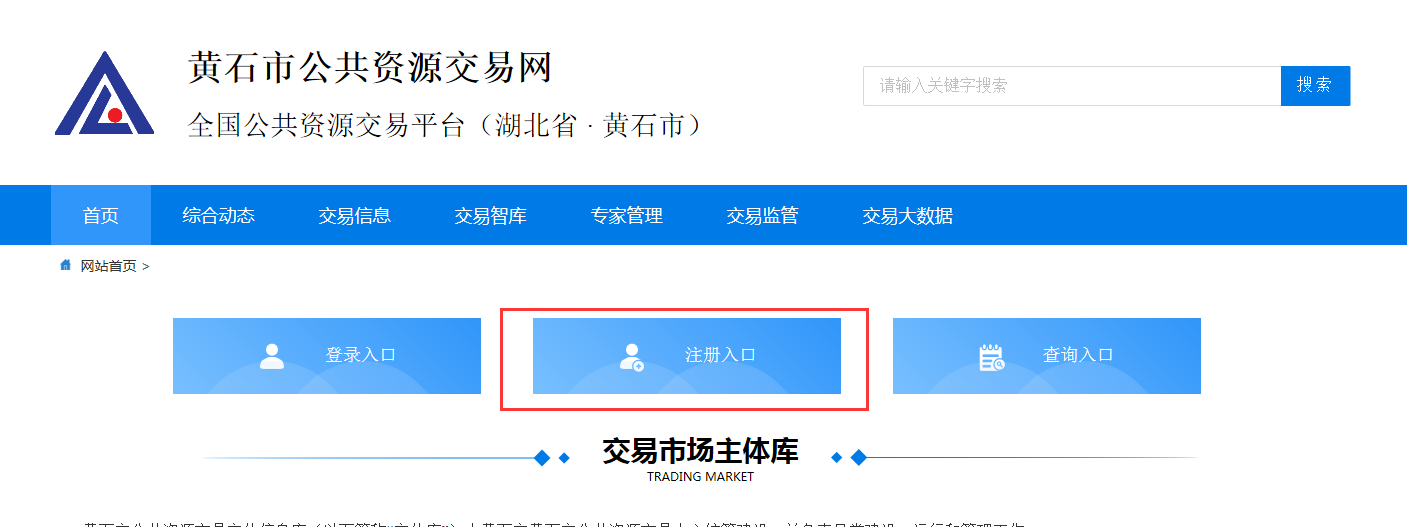 黄石市公共资源交易网
全国公共资源交易平台（湖北省 · 黄石市）
请输入关键字搜索
搜索
首页 综合动态 交易信息 交易智库 专家管理 交易监管 交易大数据
网站首页 >
登录入口 注册入口 查询入口
交易市场主体库
TRADING MARKET